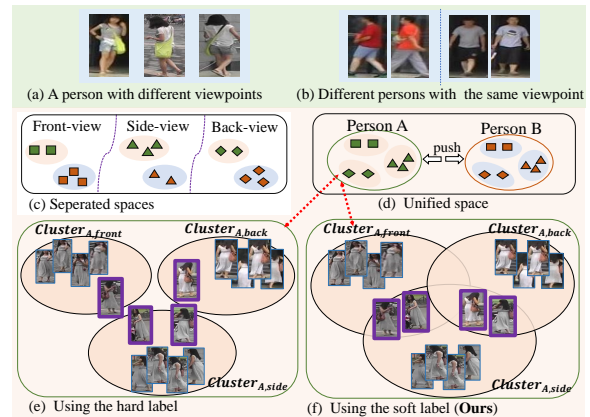 (a) A person with different viewpoints
(b) Different persons with the same viewpoint
Front-view
Side-view
Back-view
(c) Seperated spaces
Person A
push
Person B
(d) Unified space
Cluster_A,front
Cluster_A,back
Cluster_A,side
(e) Using the hard label
Cluster_A,front
Cluster_A,back
Cluster_A,side
(f) Using the soft label (Ours)